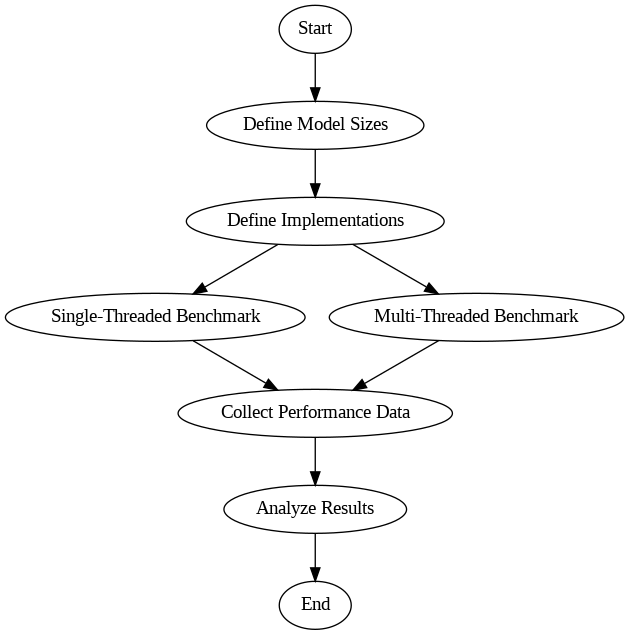 Start
Define Model Sizes
Define Implementations
Single-Threaded Benchmark
Multi-Threaded Benchmark
Collect Performance Data
Analyze Results
End